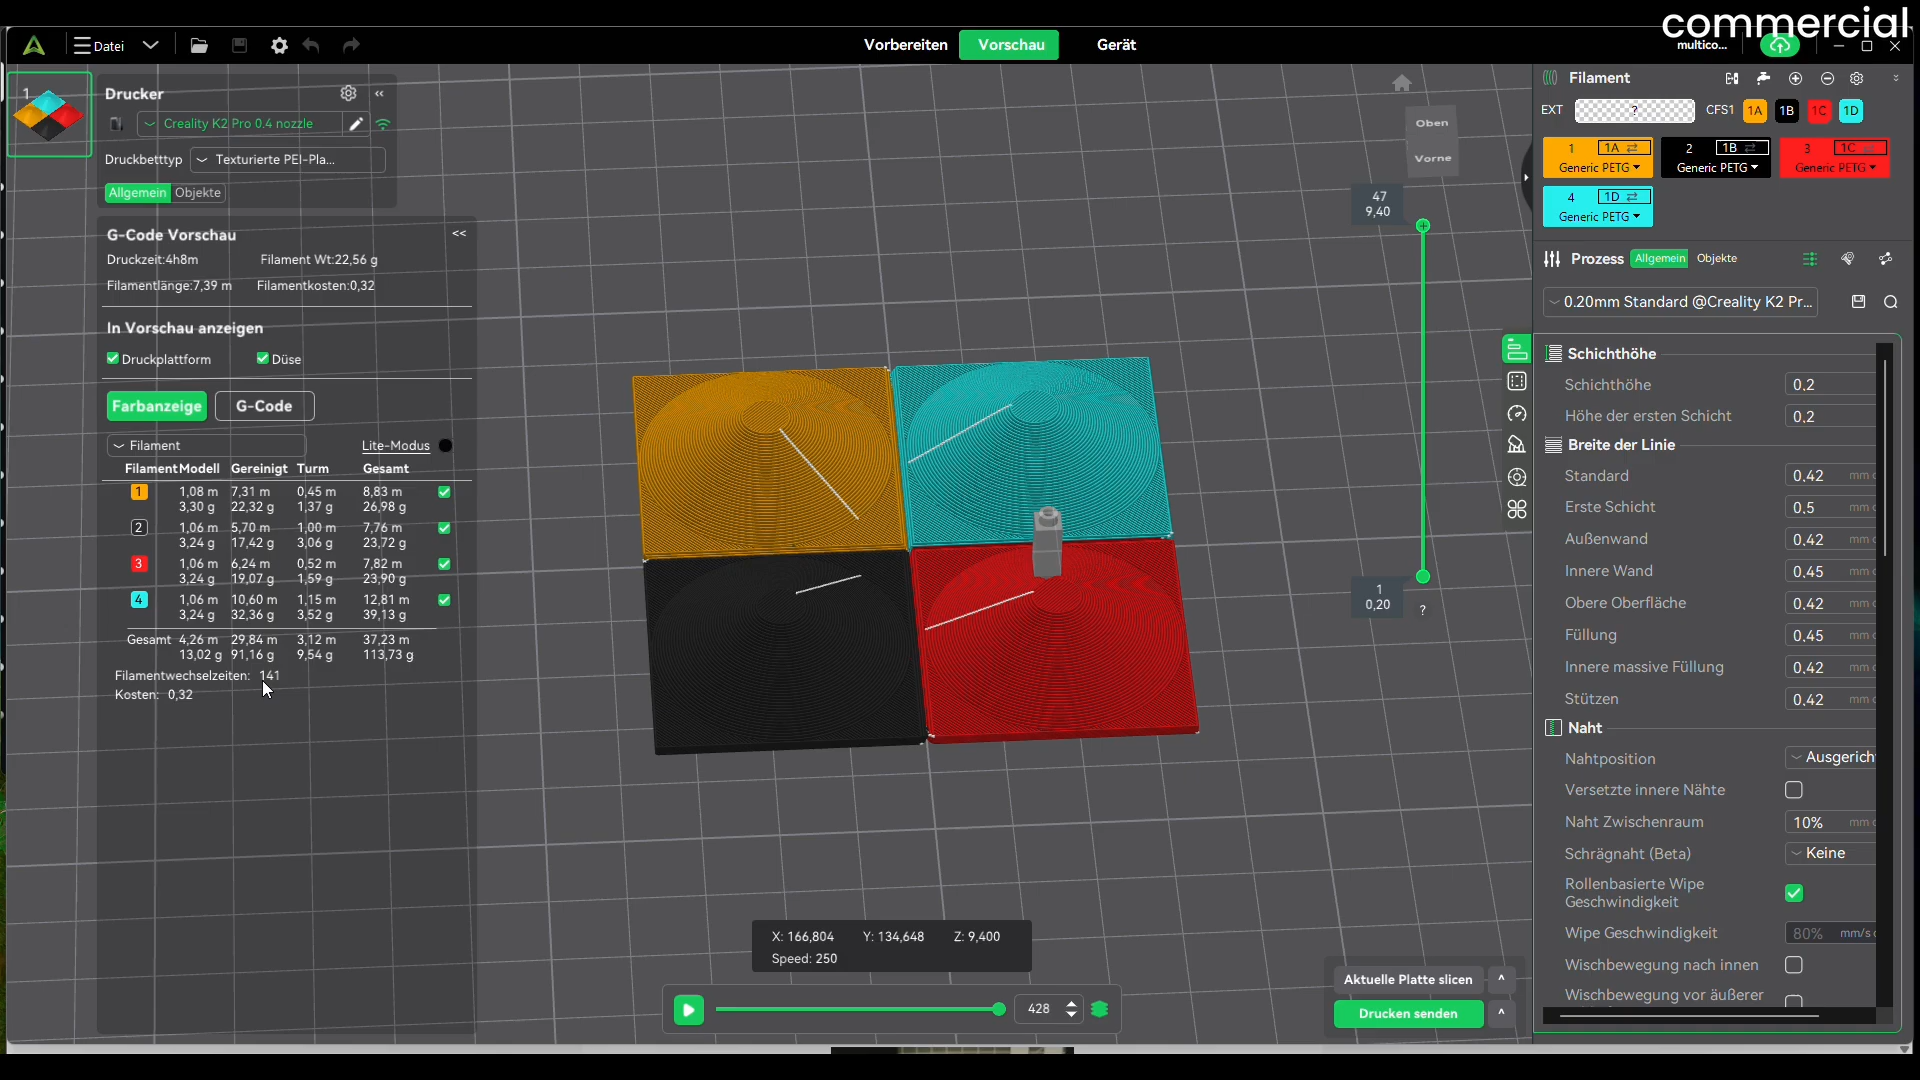 commercial
Datei
Vorbereiten
Vorschau
Gerät
multico...
1
Drucker
Creality K2 Pro 0.4 nozzle
Druckbetttyp
Texturierte PEI-Pla...
Allgemein
Objekte
G-Code Vorschau
<<
Druckzeit:4h8m
Filament Wt:22,56 g
Filamentlänge:7,39 m
Filamentkosten:0,32
In Vorschau anzeigen
Druckplattform
Düse
Farbanzeige
G-Code
Filament
Lite-Modus
Filament Modell Gereinigt Turm Gesamt
1 1,08 m 7,31 m 0,45 m 8,83 m
3,30 g 22,32 g 1,37 g 26,98 g
2 1,06 m 5,70 m 1,00 m 7,76 m
3,24 g 17,42 g 3,06 g 23,72 g
3 1,06 m 6,24 m 0,52 m 7,82 m
3,24 g 19,07 g 1,59 g 23,90 g
4 1,06 m 10,60 m 1,15 m 12,81 m
3,24 g 32,36 g 3,52 g 39,13 g
Gesamt 4,26 m 29,84 m 3,12 m 37,23 m
13,02 g 91,16 g 9,54 g 113,73 g
Filamentwechselzeiten: 141
Kosten: 0,32
Oben
Vorne
47
9,40
1
0,20
?
X: 166,804 Y: 134,648 Z: 9,400
Speed: 250
428
Aktuelle Platte slicen
Drucken senden
Filament
EXT ? CFS1 1A 1B 1C 1D
1 1A
Generic PETG
2 1B
Generic PETG
3 1C
Generic PETG
4 1D
Generic PETG
Prozess
Allgemein
Objekte
0.20mm Standard @Creality K2 Pr...
Schichthöhe
Schichthöhe 0.2
Höhe der ersten Schicht 0.2
Breite der Linie
Standard 0.42 mm
Erste Schicht 0.5 mm
Außenwand 0.42 mm
Innere Wand 0.45 mm
Obere Oberfläche 0.42 mm
Füllung 0.45 mm
Innere massive Füllung 0.42 mm
Stützen 0.42 mm
Naht
Nahtposition Ausgerich
Versetzte innere Nähte
Naht Zwischenraum 10% mm
Schrägnaht (Beta) Keine
Rollenbasierte Wipe
Geschwindigkeit
Wipe Geschwindigkeit 80% mm/s
Wischbewegung nach innen
Wischbewegung vor äußerer